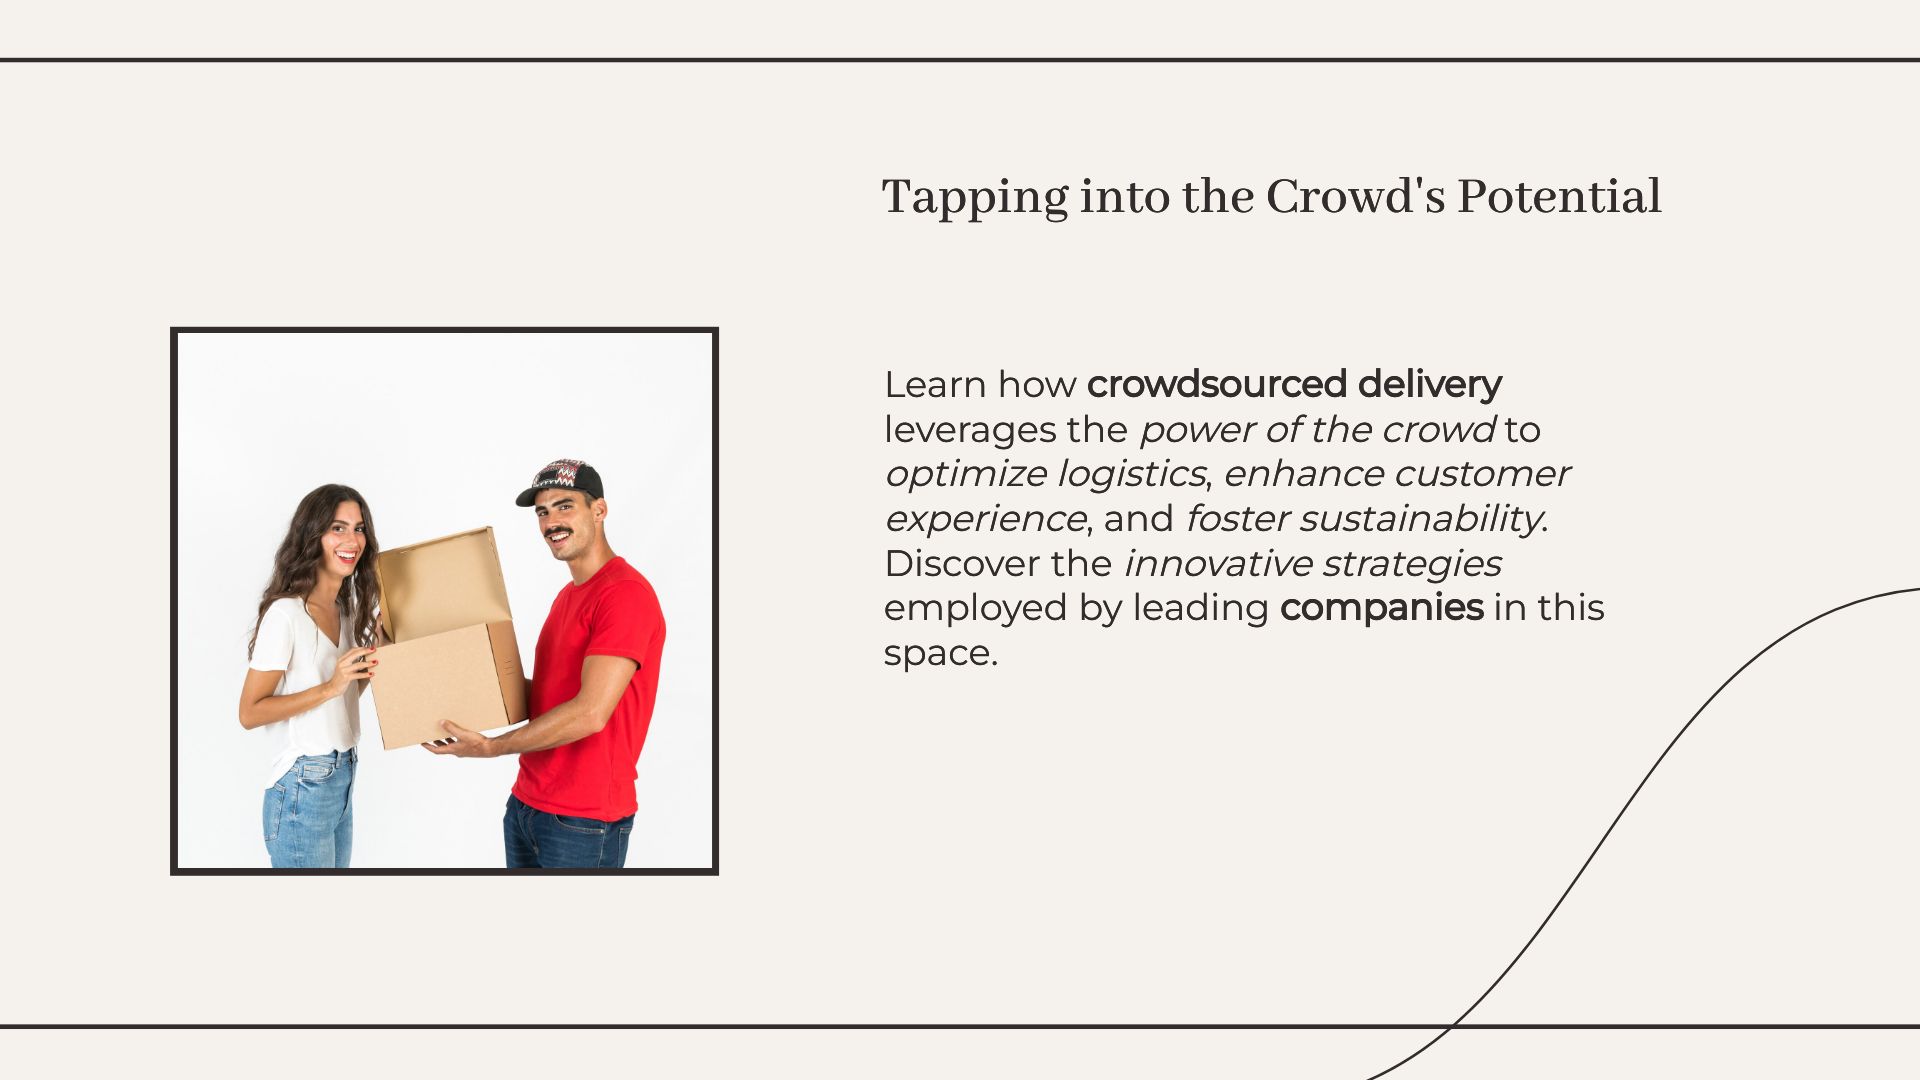 Tapping into the Crowd's Potential
Learn how crowdsourced delivery
leverages the power of the crowd to
optimize logistics, enhance customer
experience, and foster sustainability.
Discover the innovative strategies
employed by leading companies in this
space.